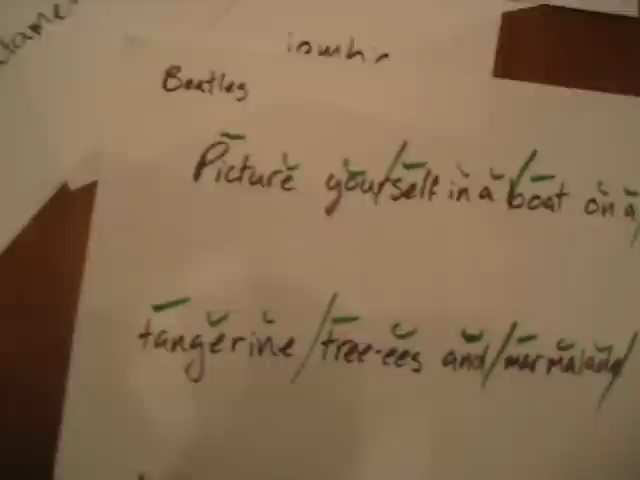 Beatles
Picture yourself in a boat on a
tangerine tree-ees and marmalade